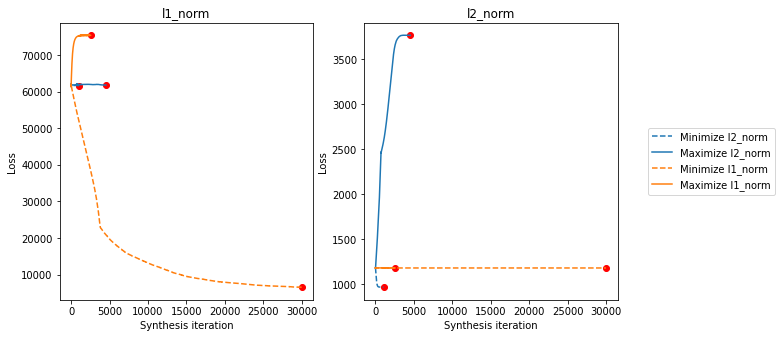 l1_norm
l2_norm
Loss
70000
60000
50000
40000
30000
20000
10000
0
5000
10000
15000
20000
25000
30000
Synthesis iteration
Loss
3500
3000
2500
2000
1500
1000
0
5000
10000
15000
20000
25000
30000
Synthesis iteration
Minimize l2_norm
Maximize l2_norm
Minimize l1_norm
Maximize l1_norm